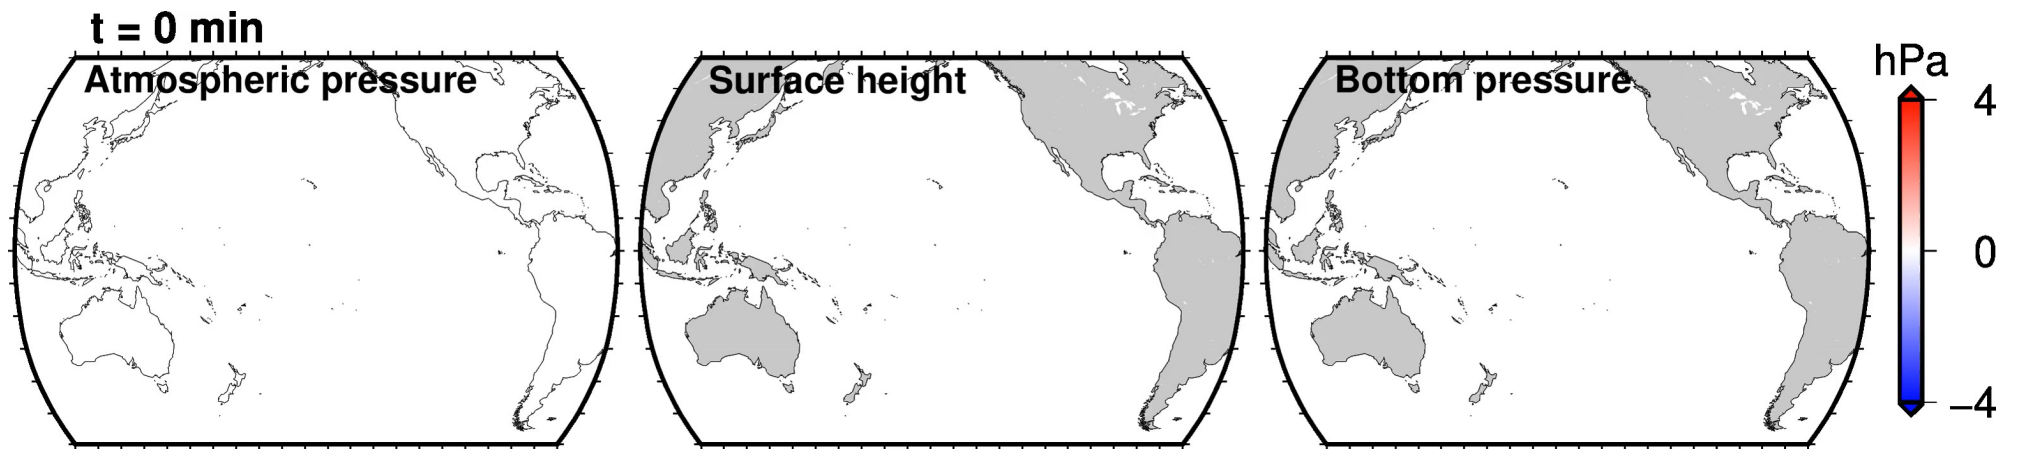 t = 0 min
Atmospheric pressure
Surface height
Bottom pressure
hPa
4
0
−4